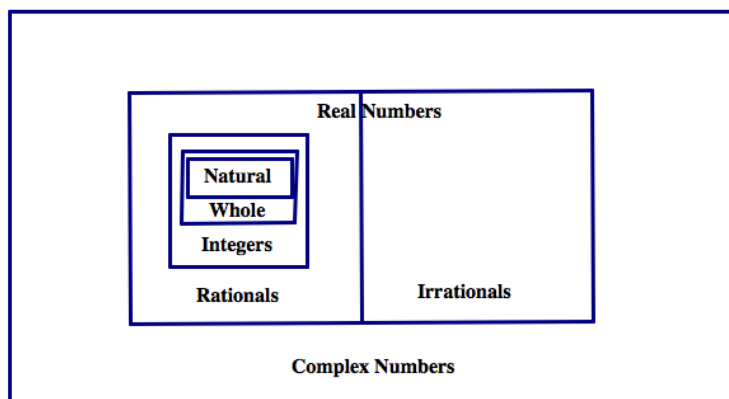 Real Numbers
Natural
Whole
Integers
Rationals
Irrationals
Complex Numbers